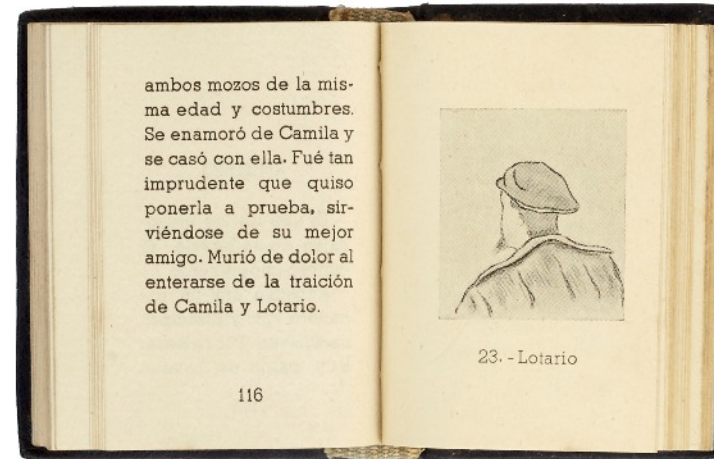 ambos mozos de la mis-
ma edad y costumbres.
Se enamoró de Camila y
se casó con ella. Fué tan
imprudente que quiso
ponerla a prueba, sir-
viéndose de su mejor
amigo. Murió de dolor al
enterarse de la traición
de Camila y Lotario.
116
23. - Lotario